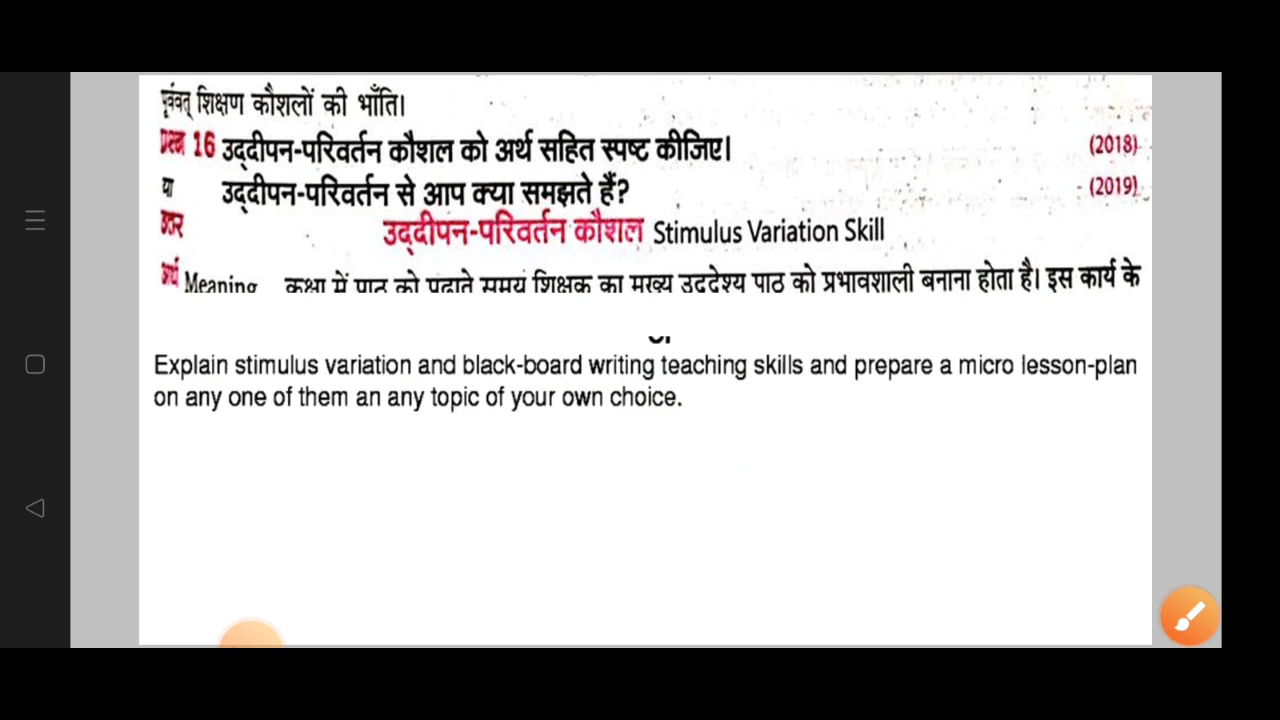 पूर्ववत् शिक्षण कौशलों की भाँति।
प्रश्न 16 उद्दीपन-परिवर्तन कौशल को अर्थ सहित स्पष्ट कीजिए। (2018)
या उद्दीपन-परिवर्तन से आप क्या समझते हैं? (2019)
उत्तर उद्दीपन-परिवर्तन कौशल Stimulus Variation Skill
अर्थ Meaning कक्षा में पाठ को पढ़ाते समय शिक्षक का मुख्य उद्देश्य पाठ को प्रभावशाली बनाना होता है। इस कार्य के
Explain stimulus variation and black-board writing teaching skills and prepare a micro lesson-plan
on any one of them an any topic of your own choice.